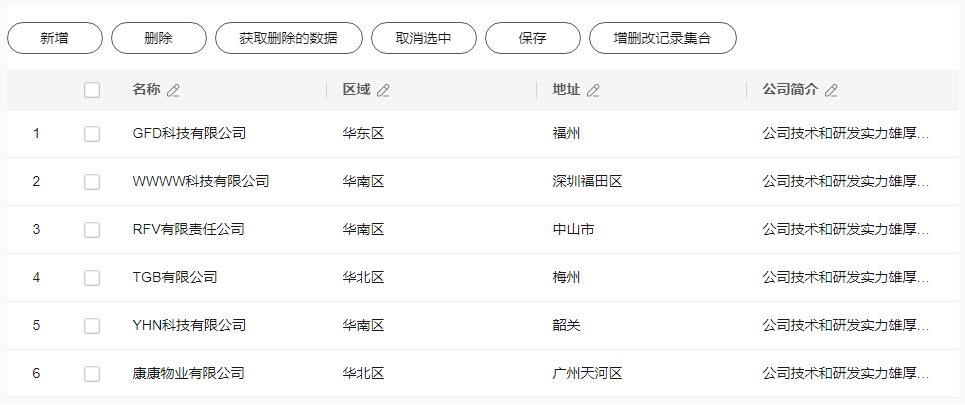 新增 删除 获取删除的数据 取消选中 保存 增删改记录集合
名称 区域 地址 公司简介
1 GFD科技有限公司 华东区 福州 公司技术和研发实力雄厚...
2 WWWW科技有限公司 华南区 深圳福田区 公司技术和研发实力雄厚...
3 RFV有限责任公司 华南区 中山市 公司技术和研发实力雄厚...
4 TGB有限公司 华北区 梅州 公司技术和研发实力雄厚...
5 YHN科技有限公司 华南区 韶关 公司技术和研发实力雄厚...
6 康康物业有限公司 华北区 广州天河区 公司技术和研发实力雄厚...